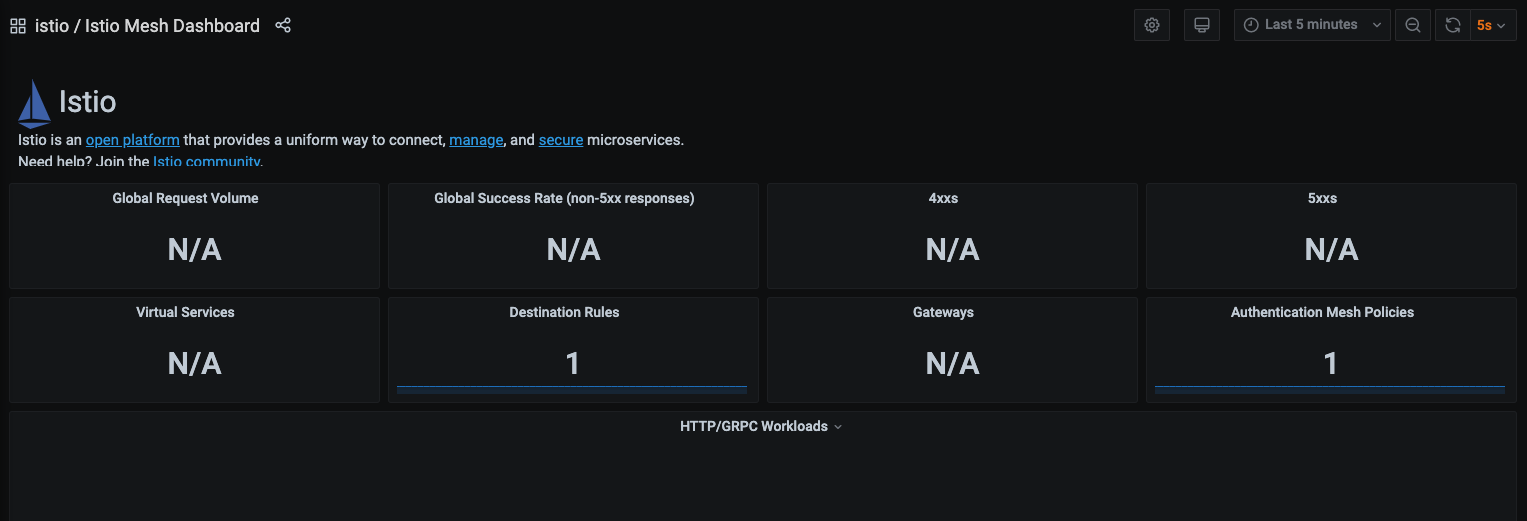 istio / Istio Mesh Dashboard
Last 5 minutes
5s
Istio
Istio is an open platform that provides a uniform way to connect, manage, and secure microservices.
Need help? Join the Istio community.
Global Request Volume
N/A
Global Success Rate (non-5xx responses)
N/A
4xxs
N/A
5xxs
N/A
Virtual Services
N/A
Destination Rules
1
Gateways
N/A
Authentication Mesh Policies
1
HTTP/GRPC Workloads